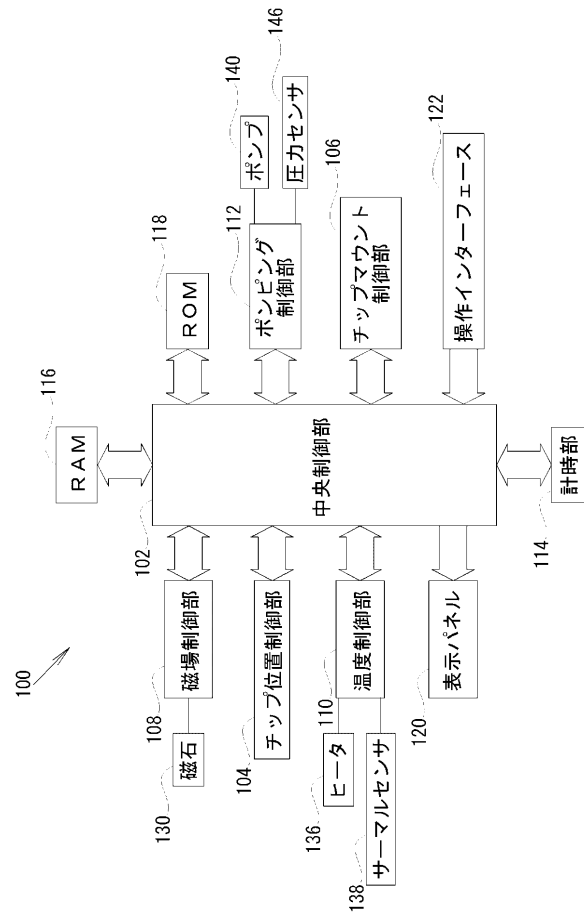 100
116
RAM
102
118
ROM
108
磁場制御部
130
磁石
112
ポンピング
制御部
140
ポンプ
146
圧力センサ
104
チップ位置制御部
中央制御部
106
チップマウント
制御部
110
温度制御部
136
ヒータ
138
サーマルセンサ
120
表示パネル
122
操作インターフェース
114
計時部